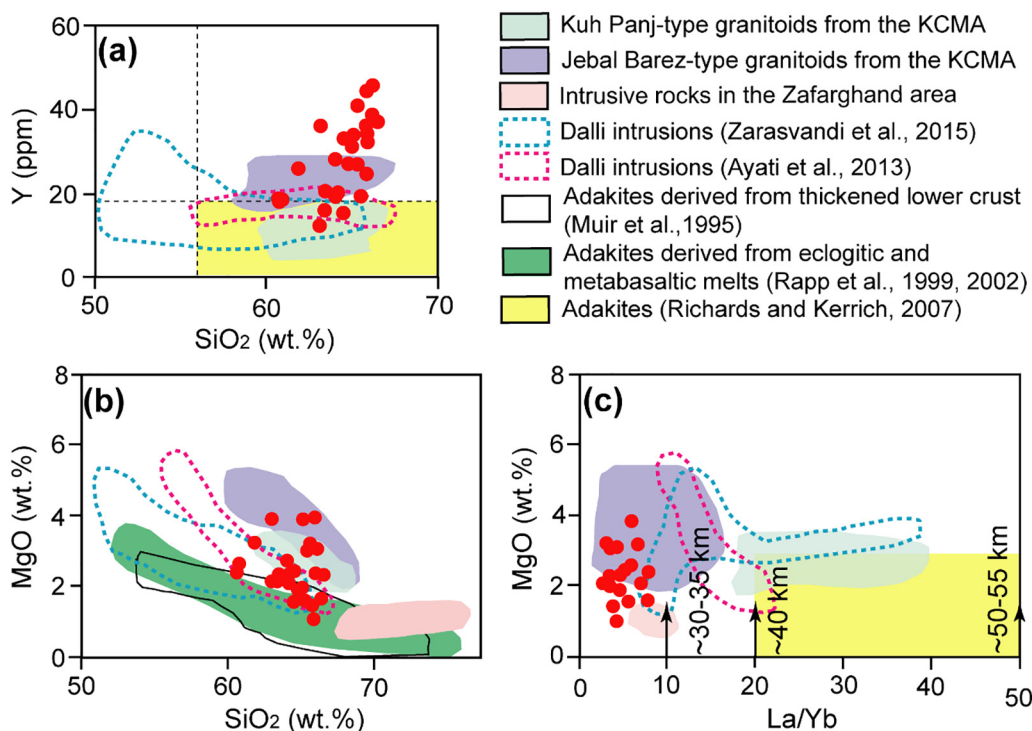 (a)
60
40
20
0
Y (ppm)
50
60
70
SiO2 (wt.%)
Kuh Panj-type granitoids from the KCMA
Jebal Barez-type granitoids from the KCMA
Intrusive rocks in the Zafarghand area
Dalli intrusions (Zarasvandi et al., 2015)
Dalli intrusions (Ayati et al., 2013)
Adakites derived from thickened lower crust
(Muir et al.,1995)
Adakites derived from eclogitic and
metabasaltic melts (Rapp et al., 1999, 2002)
Adakites (Richards and Kerrich, 2007)
(b)
8
6
4
2
0
MgO (wt.%)
50
60
70
SiO2 (wt.%)
(c)
8
6
4
2
0
MgO (wt.%)
~30-35 km
~40 km
~50-55 km
0
10
20
30
40
50
La/Yb